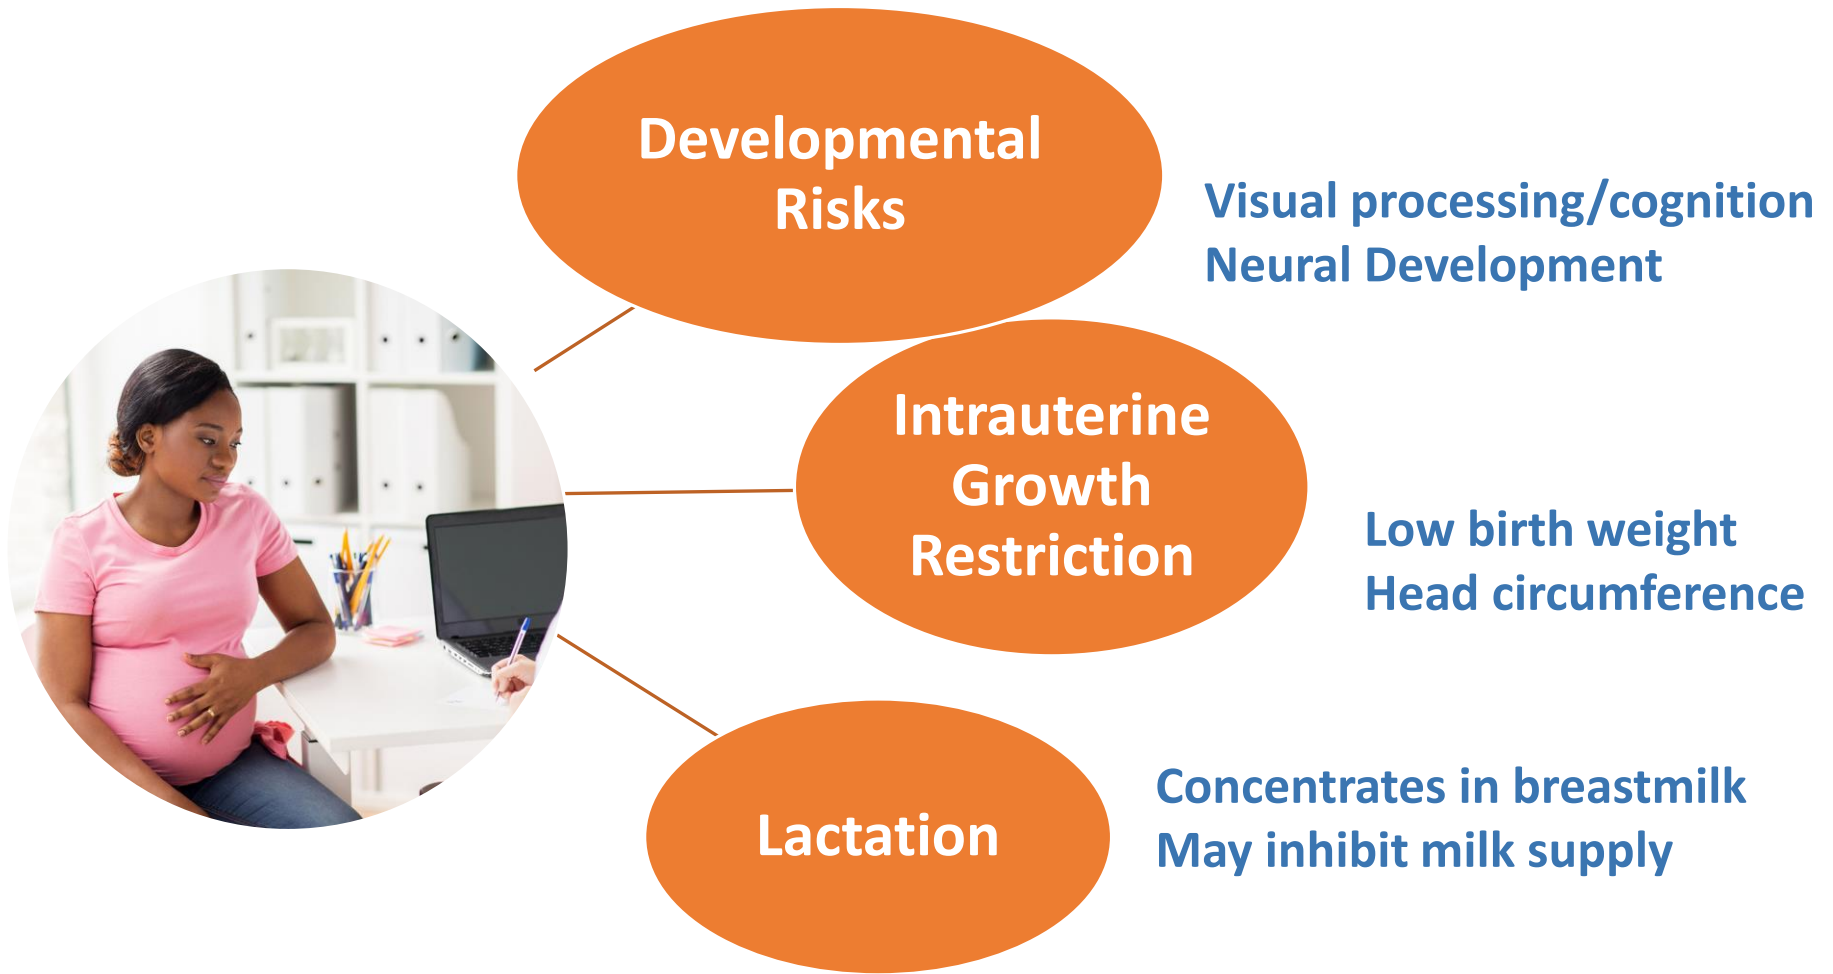 Developmental
Risks
Visual processing/cognition
Neural Development
Intrauterine
Growth
Restriction
Low birth weight
Head circumference
Lactation
Concentrates in breastmilk
May inhibit milk supply